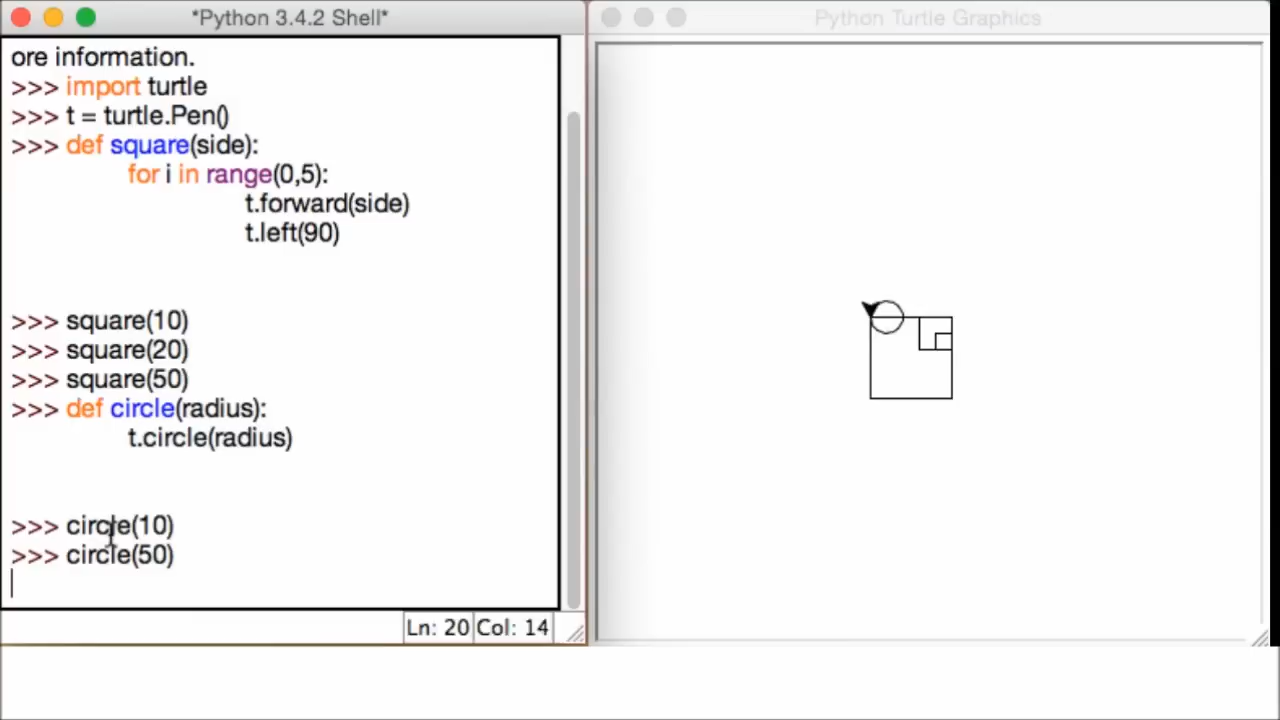 *Python 3.4.2 Shell*
ore information.
>>> import turtle
>>> t = turtle.Pen()
>>> def square(side):
for i in range(0,5):
t.forward(side)
t.left(90)
>>> square(10)
>>> square(20)
>>> square(50)
>>> def circle(radius):
t.circle(radius)
>>> circle(10)
>>> circle(50)
Ln: 20 Col: 14
Python Turtle Graphics